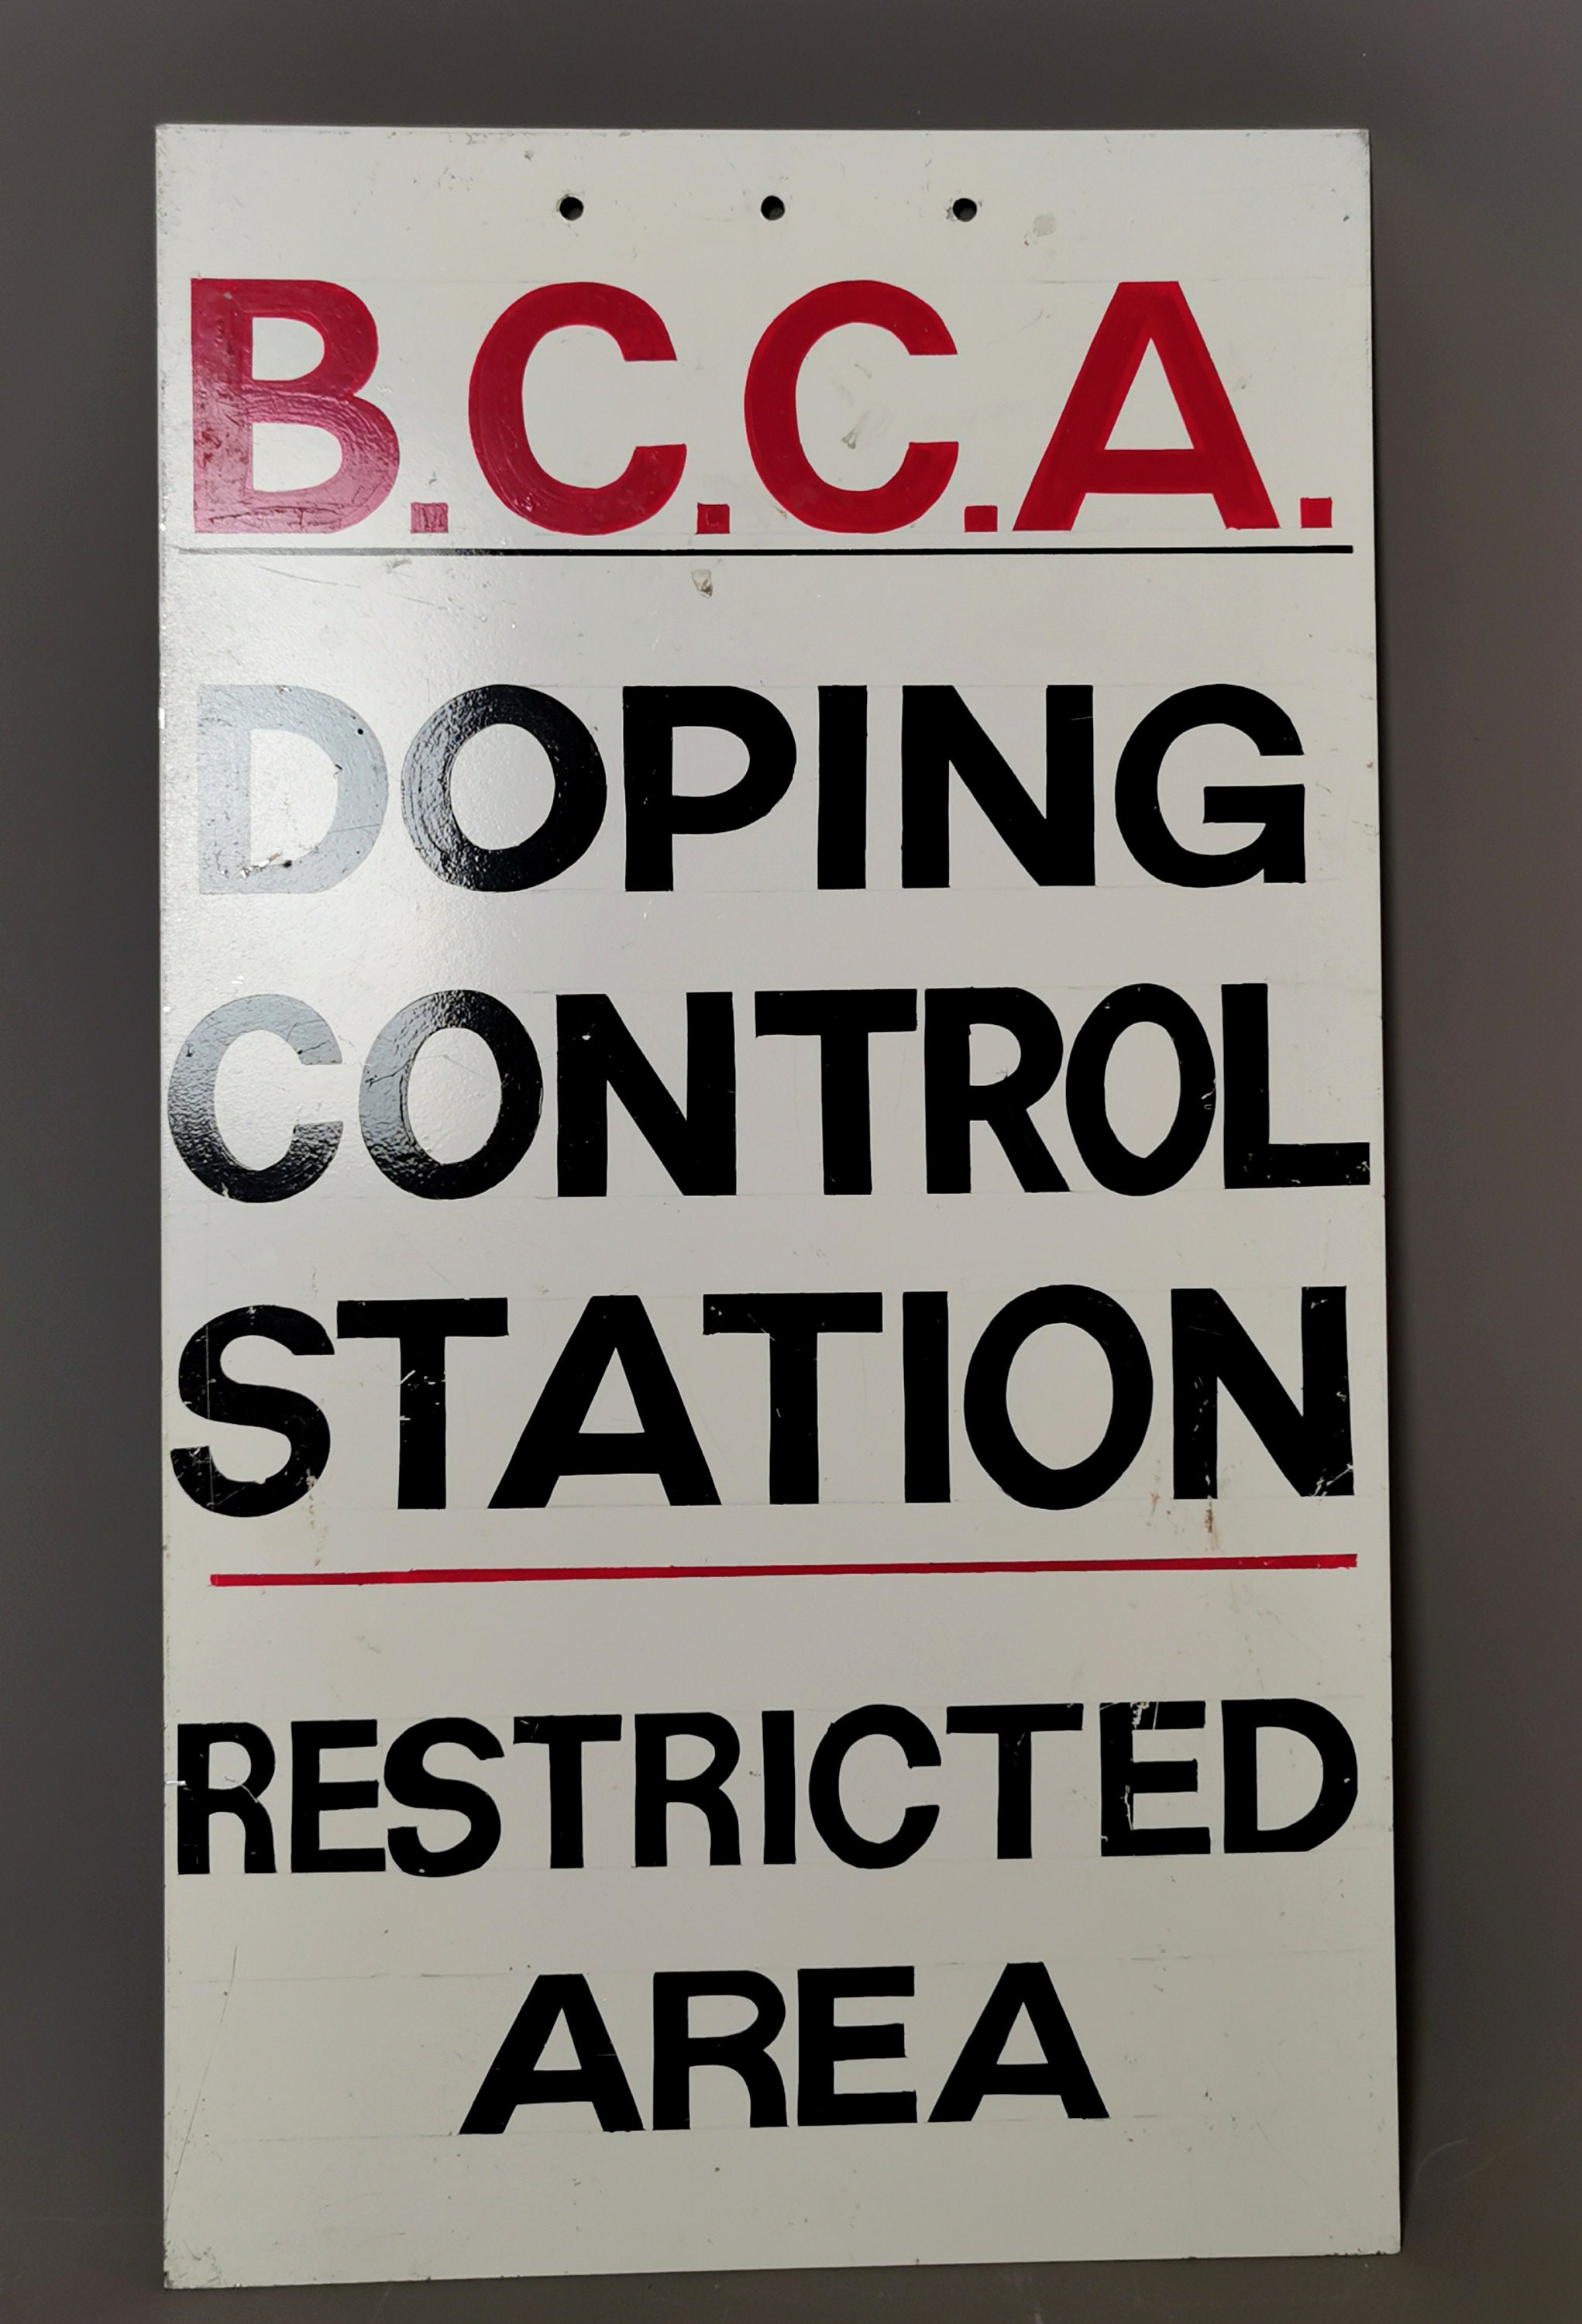 B.C.C.A.
DOPING
CONTROL
STATION
RESTRICTED
AREA